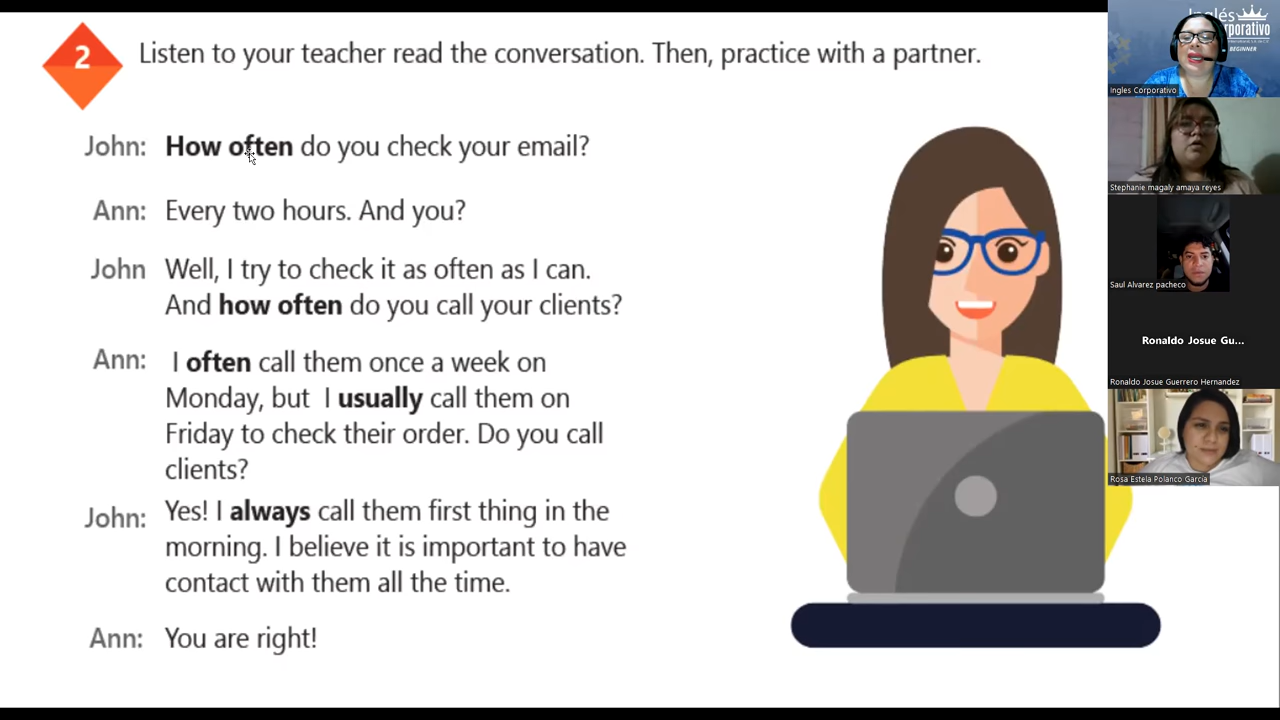 2
Listen to your teacher read the conversation. Then, practice with a partner.
John: How often do you check your email?
Ann: Every two hours. And you?
John Well, I try to check it as often as I can.
And how often do you call your clients?
Ann: I often call them once a week on
Monday, but I usually call them on
Friday to check their order. Do you call
clients?
John: Yes! I always call them first thing in the
morning. I believe it is important to have
contact with them all the time.
Ann: You are right!
Inglés
BEGINNER
Ingles Corporativo
Stephanie magaly amaya reyes
Saul Alvarez pacheco
Ronaldo Josue Gu...
Ronaldo Josue Guerrero Hernandez
Rosa Estela Polanco Garcia